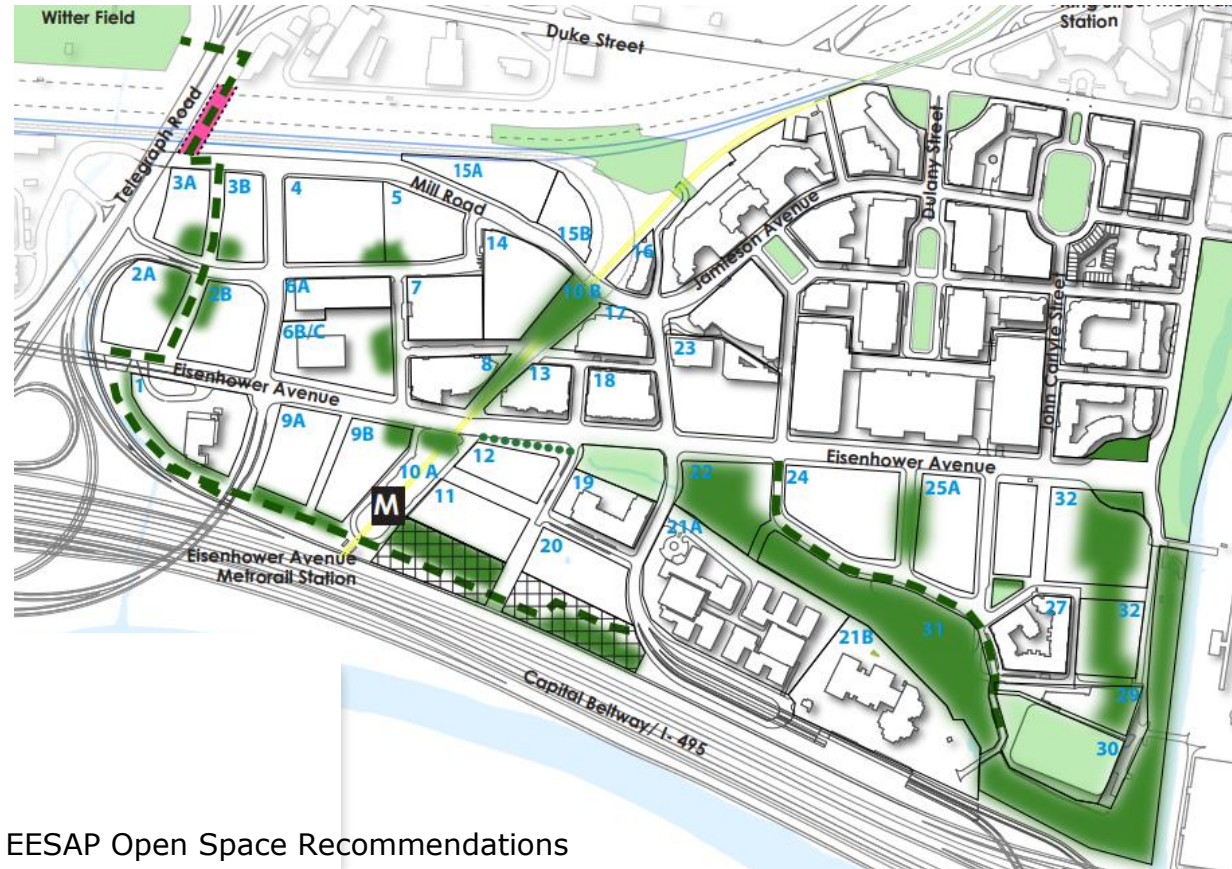 Witter Field
Duke Street
Station
Telegraph Road
3A
3B
4
5
15A
Mill Road
14
15B
16
Jamieson Avenue
Dulany Street
2A
2B
6A
6B/C
7
10 B
17
8
13
18
23
John Carlyle Street
1
Eisenhower Avenue
9A
9B
10 A
12
11
M
19
20
22
21A
24
Eisenhower Avenue
25A
32
Eisenhower Avenue
Metrorail Station
27
32
31
21B
29
30
Capital Beltway/ I- 495
EESAP Open Space Recommendations